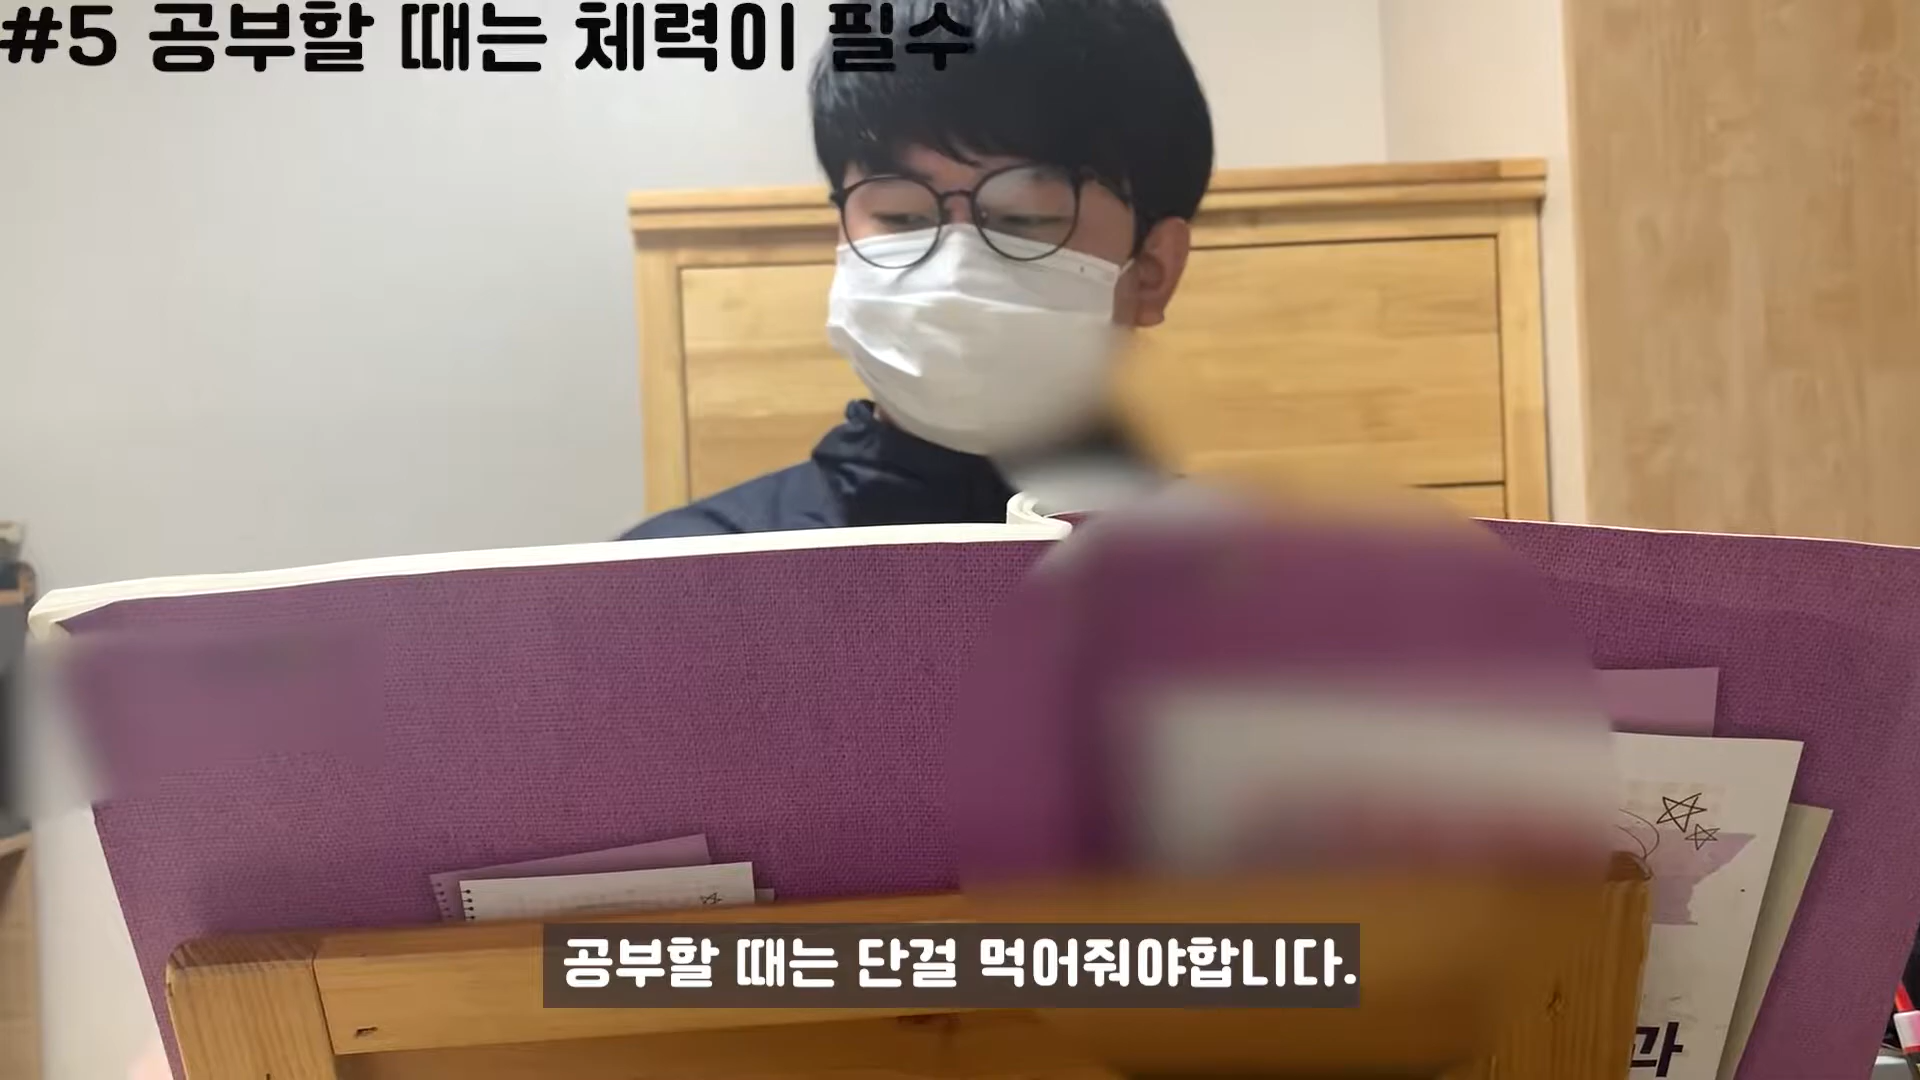 #5 공부할 때는 체력이 필수
공부할 때는 단걸 먹어줘야합니다.
과